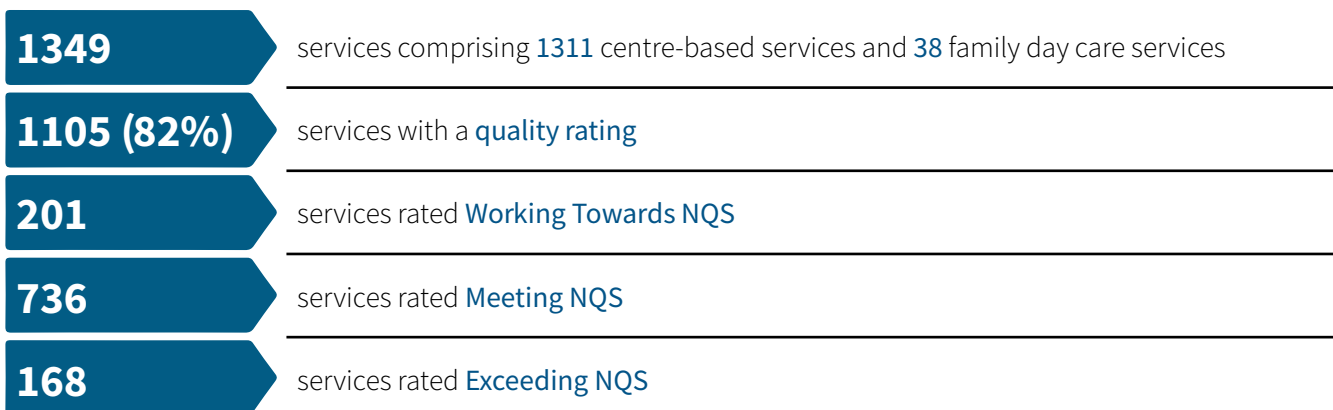 1349 services comprising 1311 centre-based services and 38 family day care services
1105 (82%) services with a quality rating
201 services rated Working Towards NQS
736 services rated Meeting NQS
168 services rated Exceeding NQS